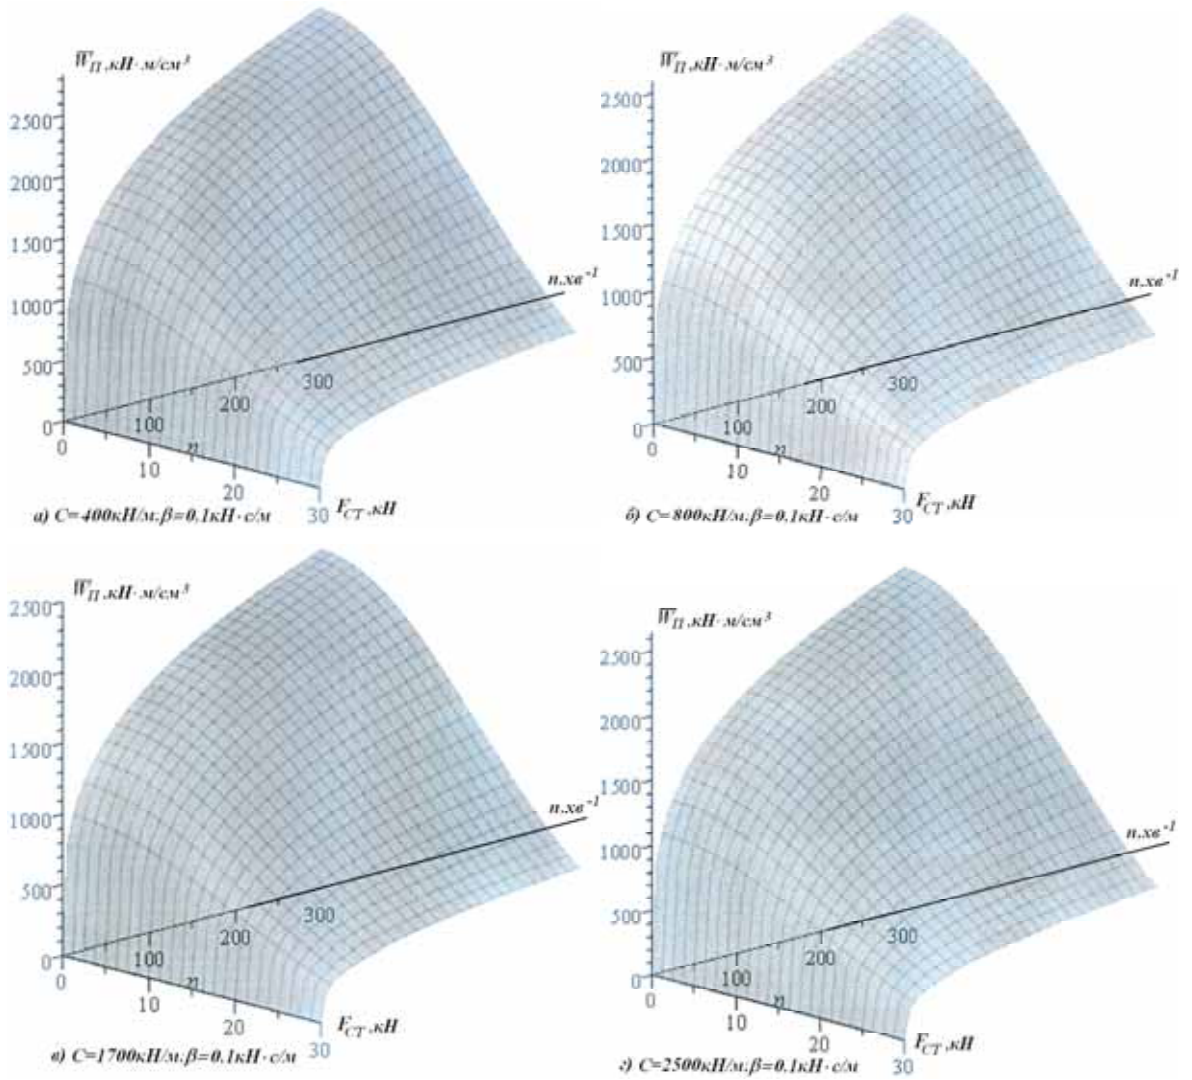 W̅п,кН·м/см³
2500
2000
1500
1000
500
0
0
10
20
30
100
200
300
n
n.хв⁻¹
Fст,кН
а) С=400кН/м.β=0.1кН·с/м
W̅п,кН·м/см³
2500
2000
1500
1000
500
0
0
10
20
30
100
200
300
n.хв⁻¹
Fст,кН
б) С=800кН/м.β=0.1кН·с/м
W̅п,кН·м/см³
2500
2000
1500
1000
500
0
0
10
20
30
100
200
300
n
n.хв⁻¹
Fст,кН
в) С=1700кН/м.β=0.1кН·с/м
W̅п,кН·м/см³
2500
2000
1500
1000
500
0
0
10
20
30
100
200
300
n
n.хв⁻¹
Fст,кН
г) С=2500кН/м.β=0.1кН·с/м